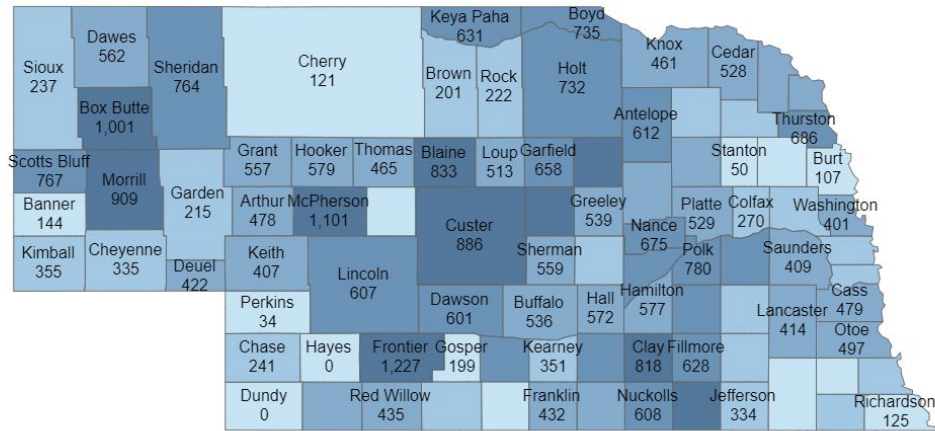 Keya Paha
631
Boyd
735
Dawes
562
Knox
461
Cedar
528
Sioux
237
Sheridan
764
Cherry
121
Brown
201
Rock
222
Holt
732
Box Butte
1,001
Antelope
612
Thurston
686
Scotts Bluff
767
Morrill
909
Grant
557
Hooker
579
Thomas
465
Blaine
833
Loup
513
Garfield
658
Stanton
50
Burt
107
Garden
215
Banner
144
Arthur
478
McPherson
1,101
Custer
886
Greeley
539
Platte
529
Colfax
270
Washington
401
Nance
675
Kimball
355
Cheyenne
335
Deuel
422
Keith
407
Lincoln
607
Sherman
559
Polk
780
Saunders
409
Perkins
34
Dawson
601
Buffalo
536
Hall
572
Hamilton
577
Cass
479
Lancaster
414
Otoe
497
Chase
241
Hayes
0
Frontier
1,227
Gosper
199
Kearney
351
Clay
818
Fillmore
628
Dundy
0
Red Willow
435
Franklin
432
Nuckolls
608
Jefferson
334
Richardson
125